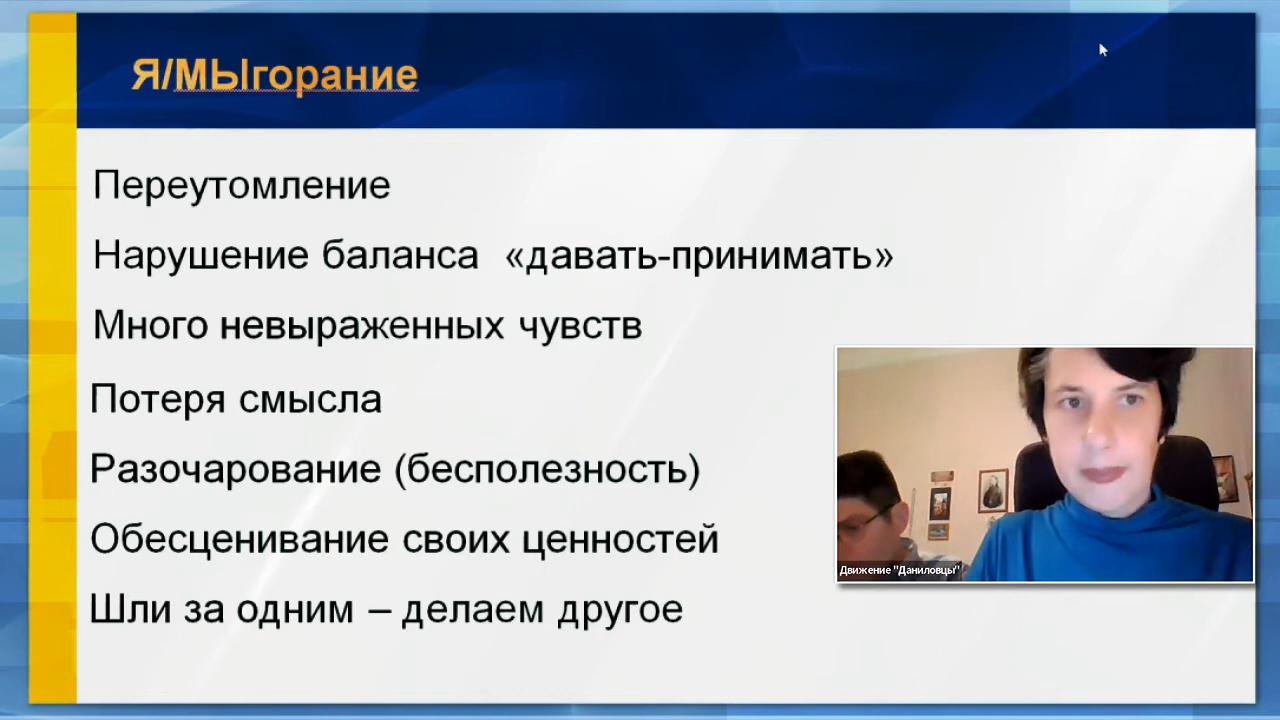 Я/МЫгорание
Переутомление
Нарушение баланса «давать-принимать»
Много невыраженных чувств
Потеря смысла
Разочарование (бесполезность)
Обесценивание своих ценностей
Шли за одним – делаем другое
Движение "Даниловцы"